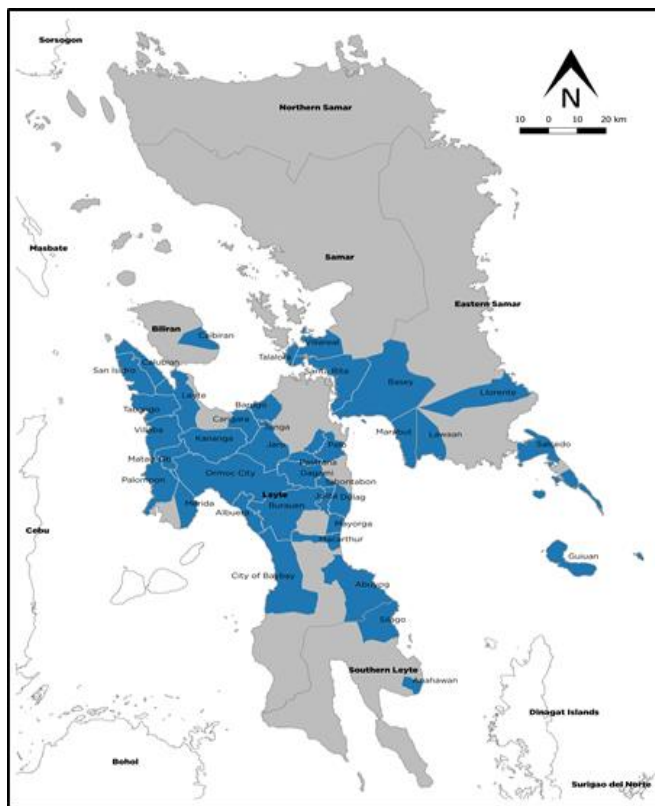 Sorsogon
Northern Samar
N
10 0 10 20 km
Masbate
Samar
Eastern Samar
Biliran
Caibiran
Villareal
Talalora
Calubian
San Isidro
Santa Rita
Basey
Leyte
Llorente
Barugo
Tabango
Carigara
Tunga
Villaba
Marabut
Lawaan
Kananga
Jaro
Palo
Salcedo
Pastrana
Matag-Ob
Ormoc City
Dagami
Palompon
Tabontabon
Leyte
Julita
Dulag
Merida
Burauen
Albuera
Mayorga
Cebu
Macarthur
Guiuan
City of Baybay
Abuyog
Silago
Southern Leyte
Anahawan
Dinagat Islands
Bohol
Surigao del Norte